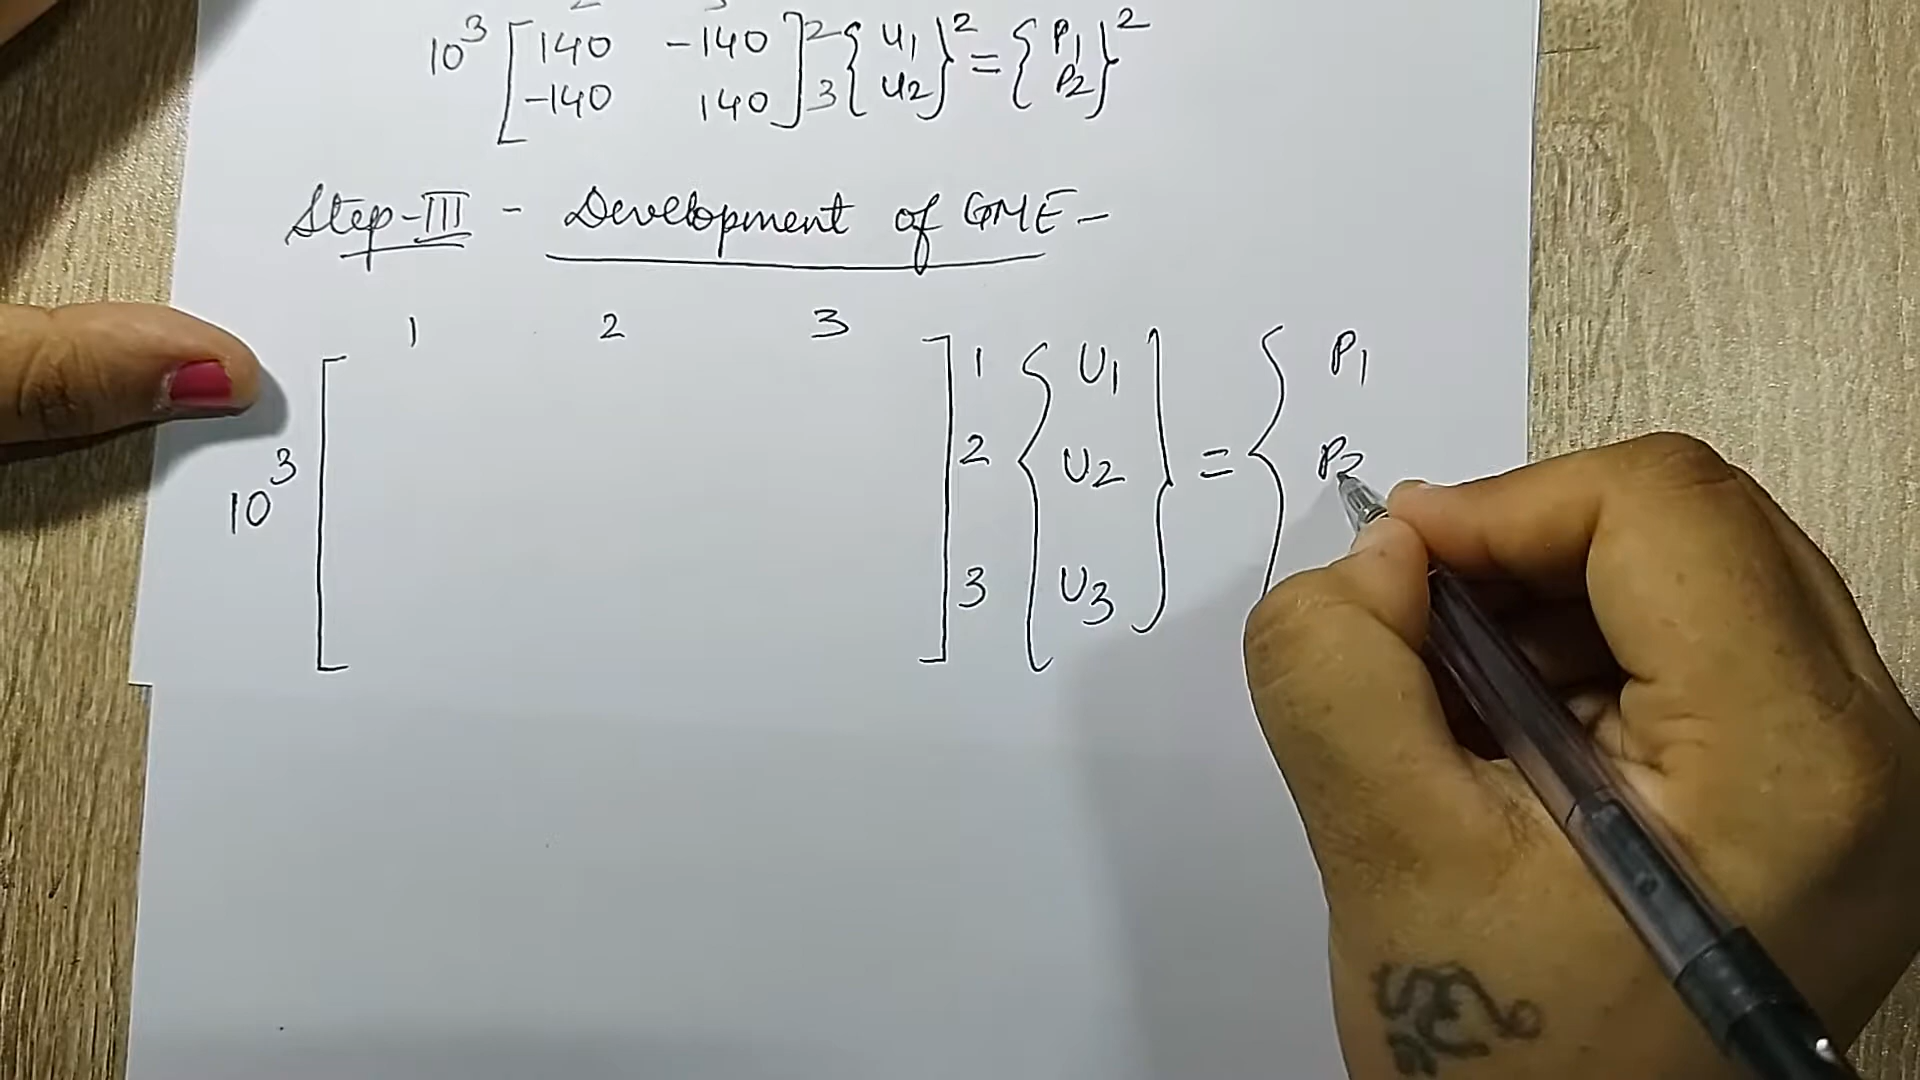 10³ [140 -140] 2 {u1}² = {P1}²
-140 140 3 u2 P2
Step-III - Development of GME-
1 2 3
1 U1 P1
10³ 2 U2 = P2
3 U3